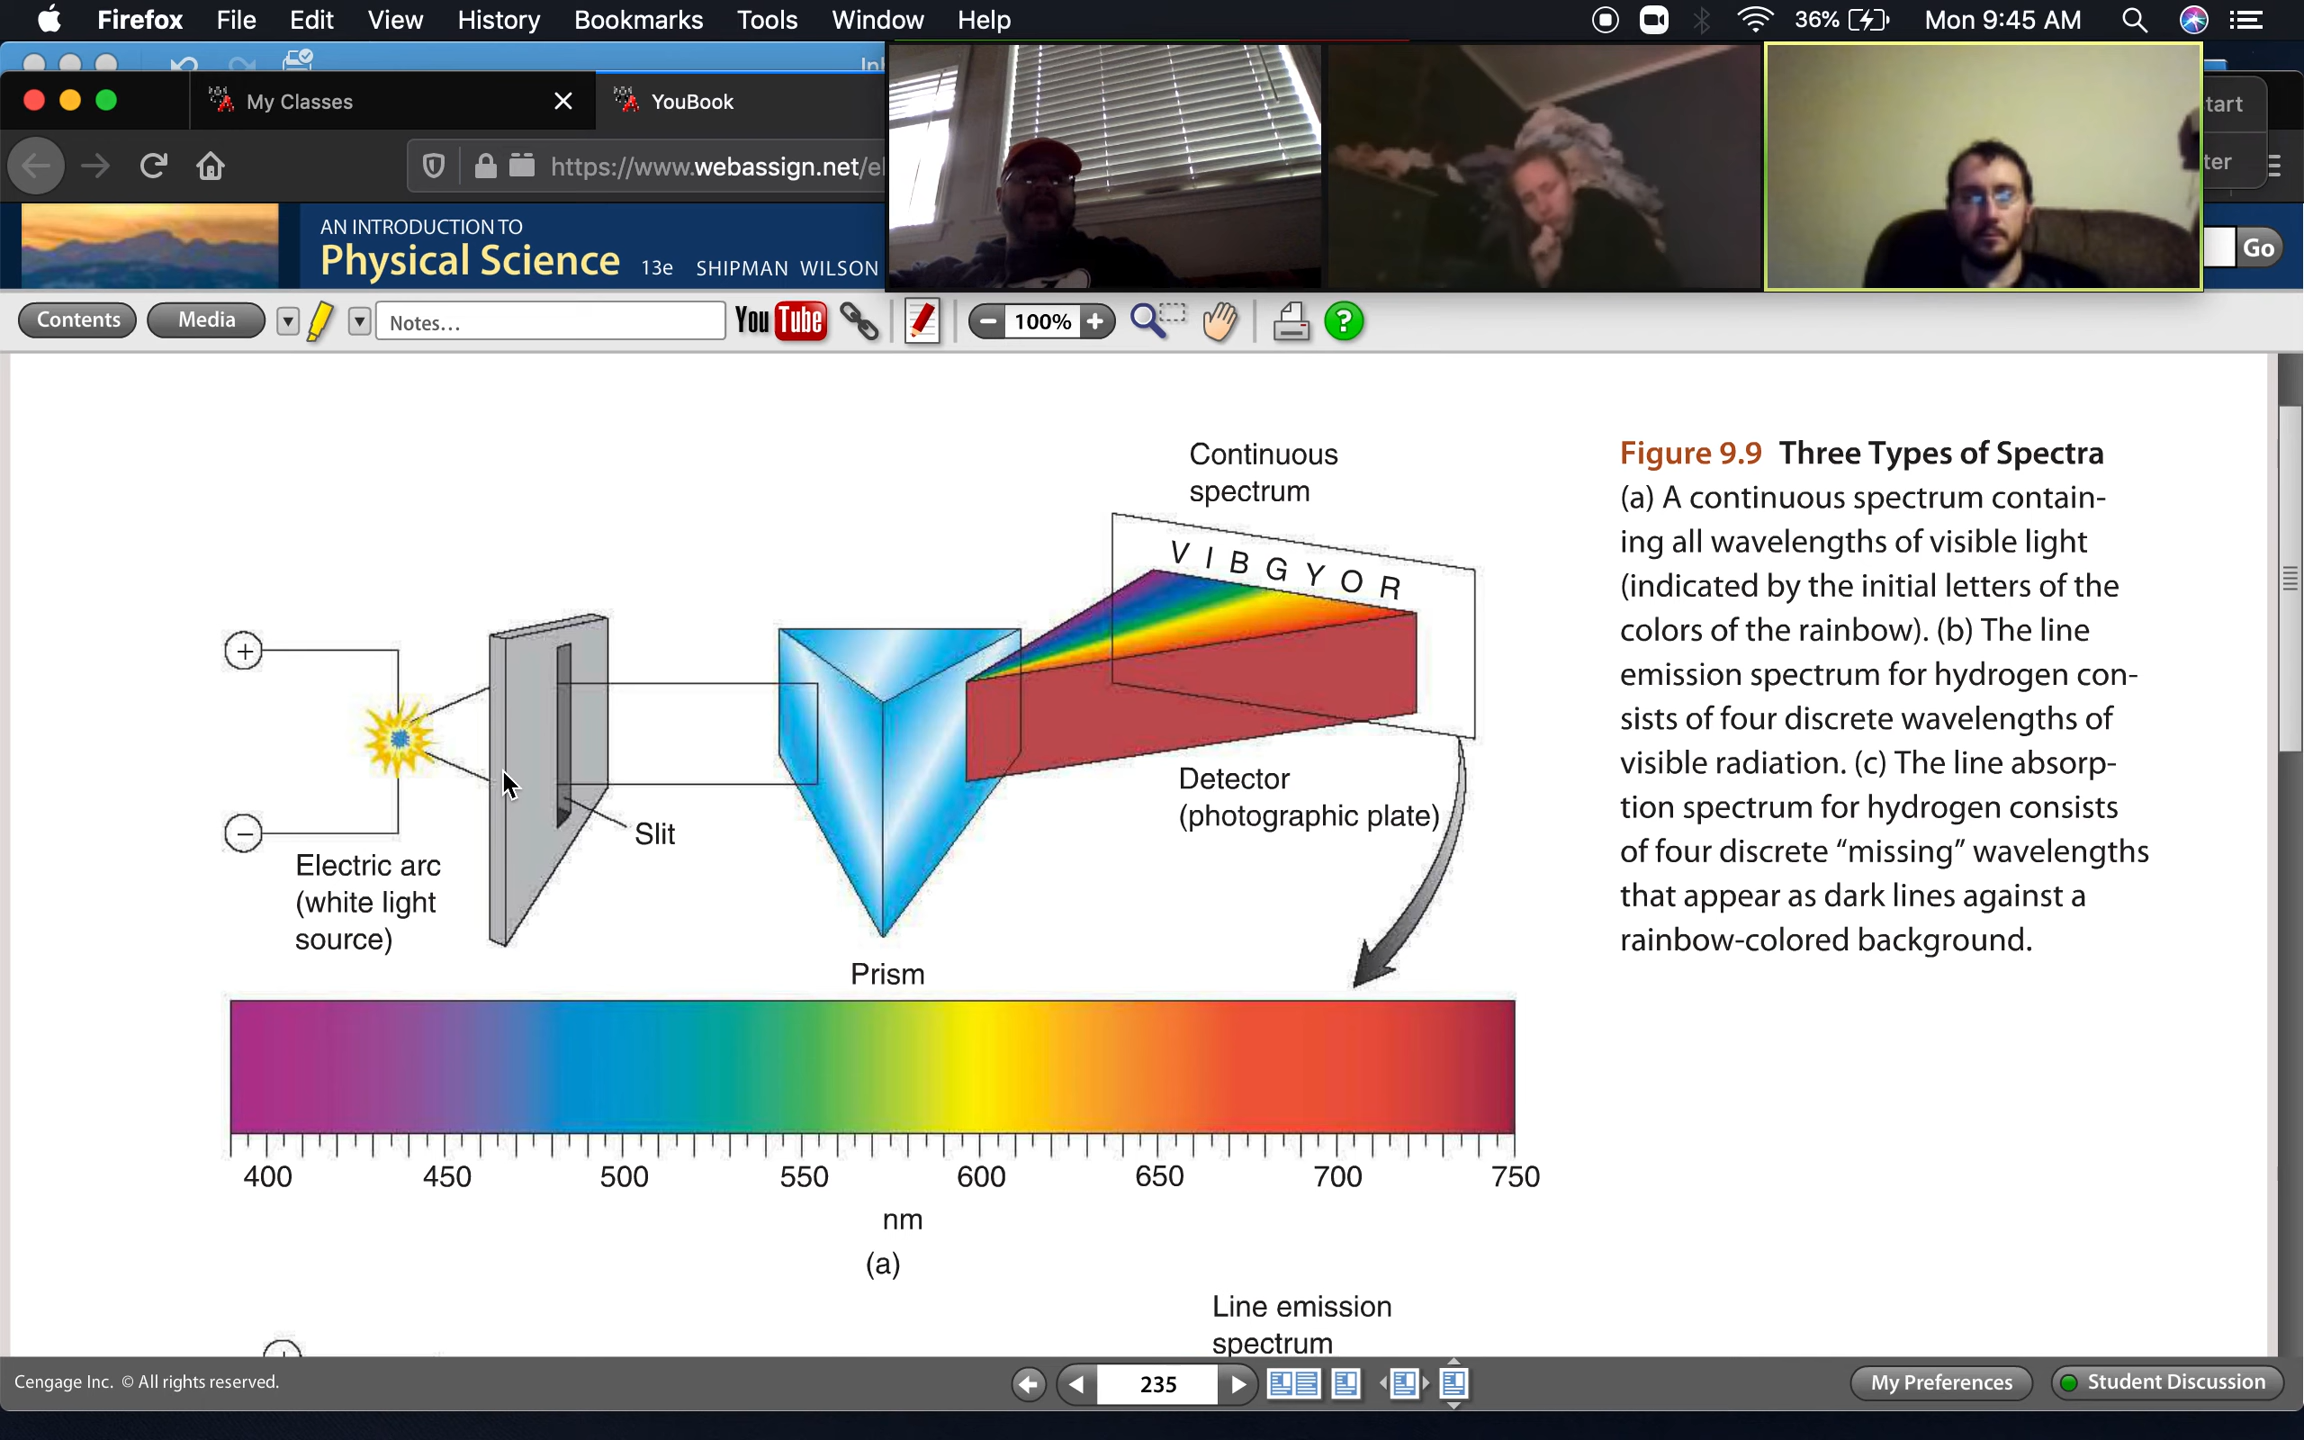 Firefox File Edit View History Bookmarks Tools Window Help 36% Mon 9:45 AM
My Classes YouBook tart
https://www.webassign.net/el ter
AN INTRODUCTION TO
Physical Science 13e SHIPMAN WILSON Go
Contents Media Notes... You Tube 100% ?
Continuous
spectrum
V I B G Y O R
+
−
Slit
Electric arc
(white light
source)
Prism
Detector
(photographic plate)
400 450 500 550 600 650 700 750
nm
(a)
Line emission
spectrum
Figure 9.9 Three Types of Spectra
(a) A continuous spectrum contain-
ing all wavelengths of visible light
(indicated by the initial letters of the
colors of the rainbow). (b) The line
emission spectrum for hydrogen con-
sists of four discrete wavelengths of
visible radiation. (c) The line absorp-
tion spectrum for hydrogen consists
of four discrete “missing” wavelengths
that appear as dark lines against a
rainbow-colored background.
Cengage Inc. © All rights reserved. 235 My Preferences Student Discussion